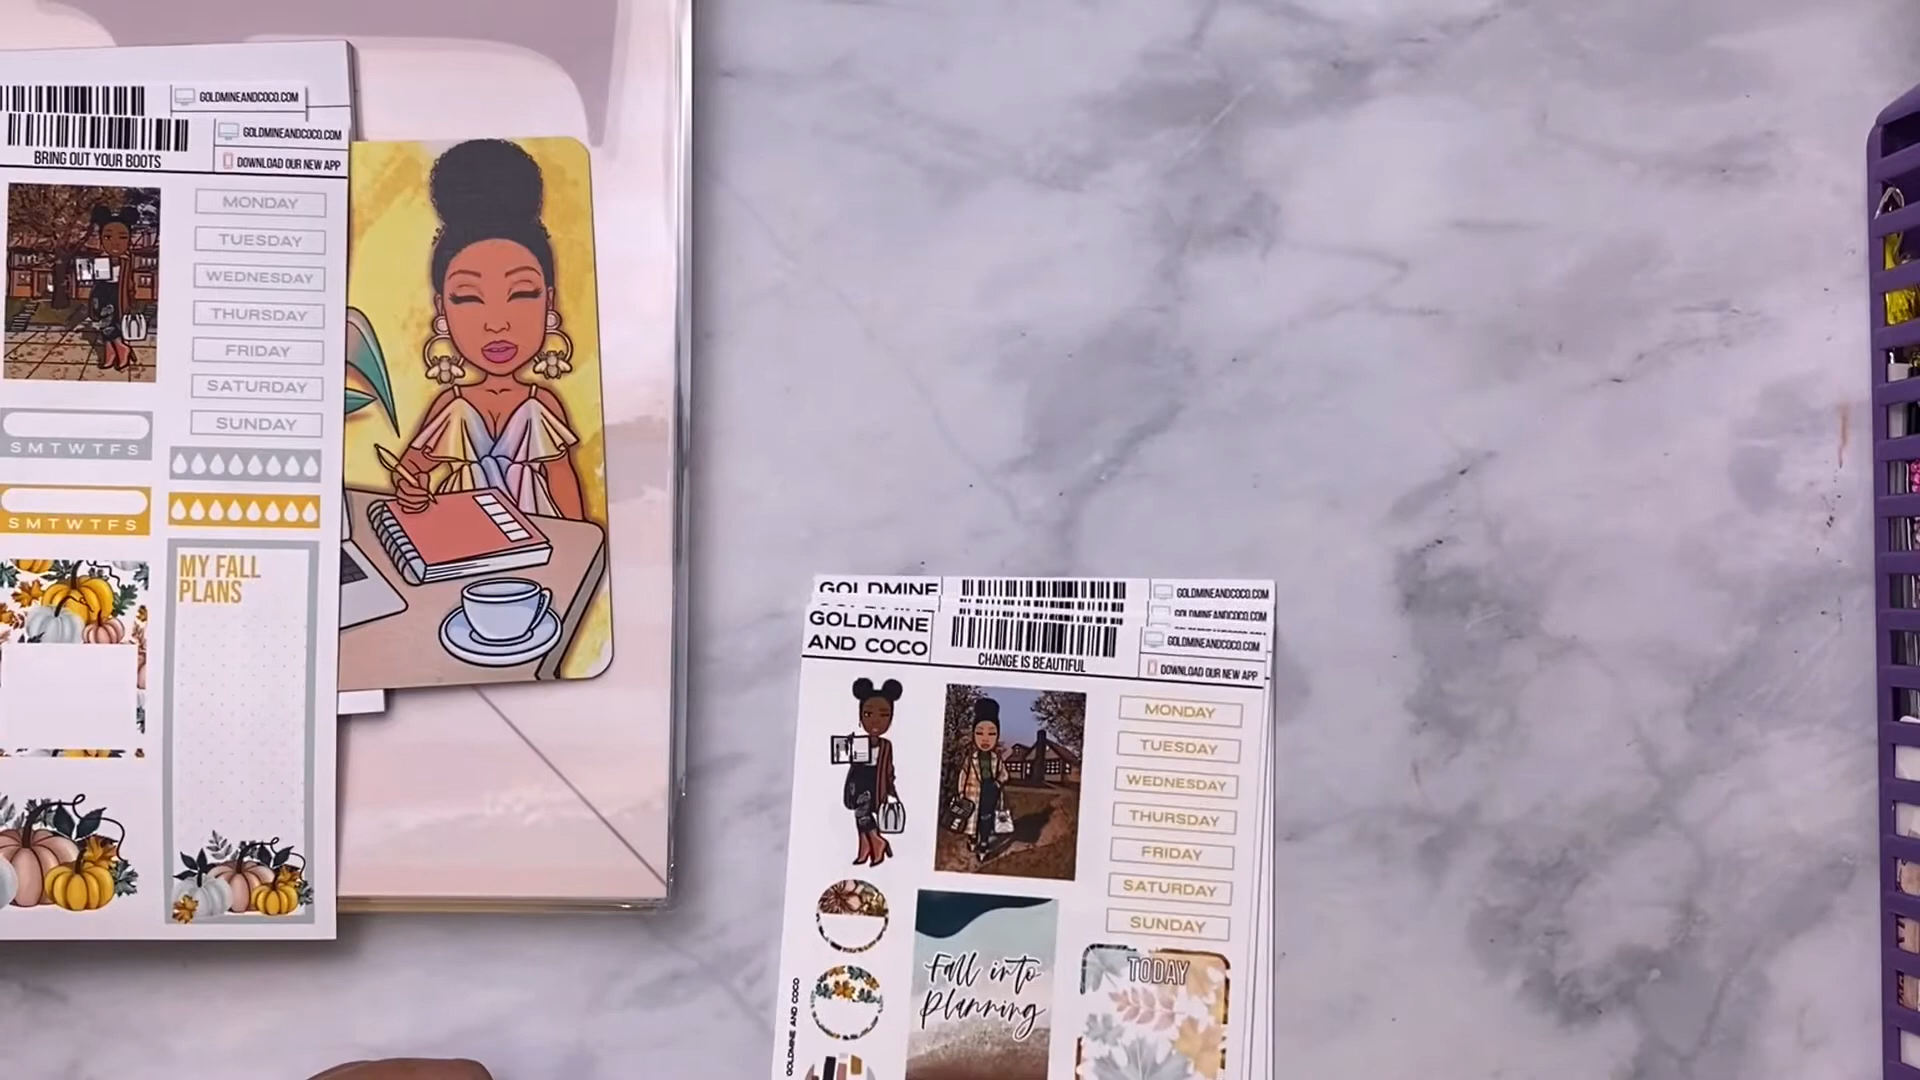 GOLDMINEANDCOCO.COM
GOLDMINEANDCOCO.COM
BRING OUT YOUR BOOTS
DOWNLOAD OUR NEW APP
MONDAY
TUESDAY
WEDNESDAY
THURSDAY
FRIDAY
SATURDAY
SUNDAY
S M T W T F S
S M T W T F S
MY FALL
PLANS
GOLDMINE
GOLDMINEANDCOCO.COM
GOLDMINEANDCOCO.COM
GOLDMINE
AND COCO
CHANGE IS BEAUTIFUL
GOLDMINEANDCOCO.COM
DOWNLOAD OUR NEW APP
MONDAY
TUESDAY
WEDNESDAY
THURSDAY
FRIDAY
SATURDAY
SUNDAY
Fall into
Planning
TODAY
GOLDMINE AND COCO